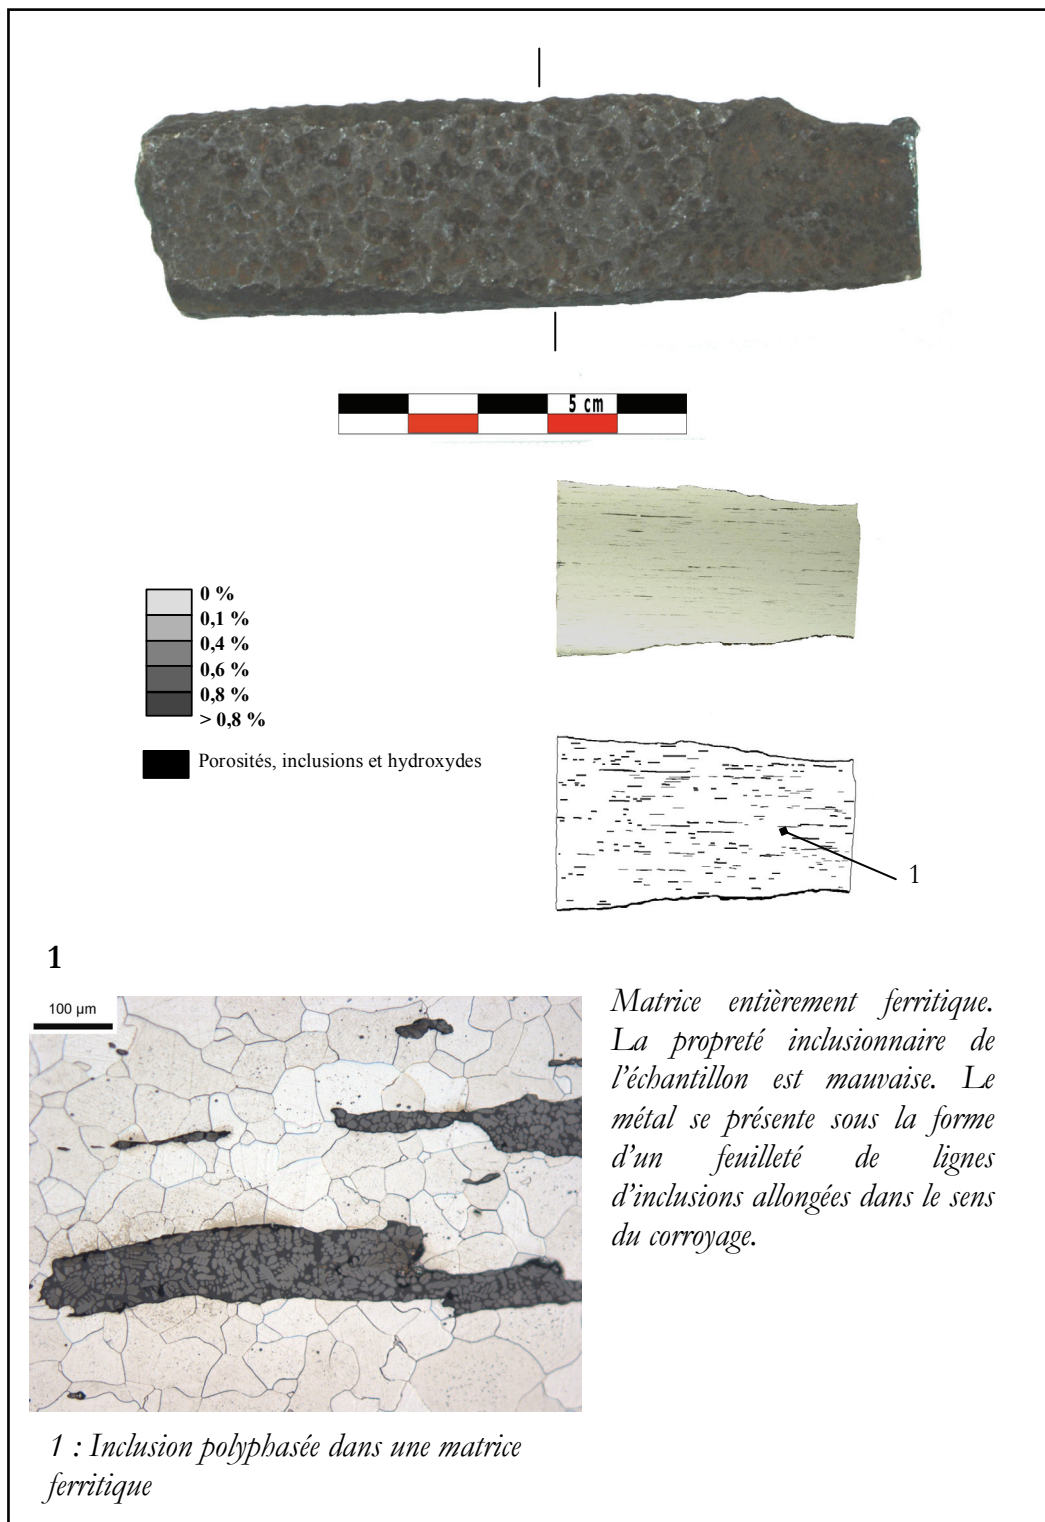 5 cm
0 %
0,1 %
0,4 %
0,6 %
0,8 %
> 0,8 %
Porosités, inclusions et hydroxydes
1
1
100 µm
Matrice entièrement ferritique.
La propreté inclusionnaire de
l'échantillon est mauvaise. Le
métal se présente sous la forme
d'un feuilleté de lignes
d'inclusions allongées dans le sens
du corroyage.
1 : Inclusion polyphasée dans une matrice
ferritique